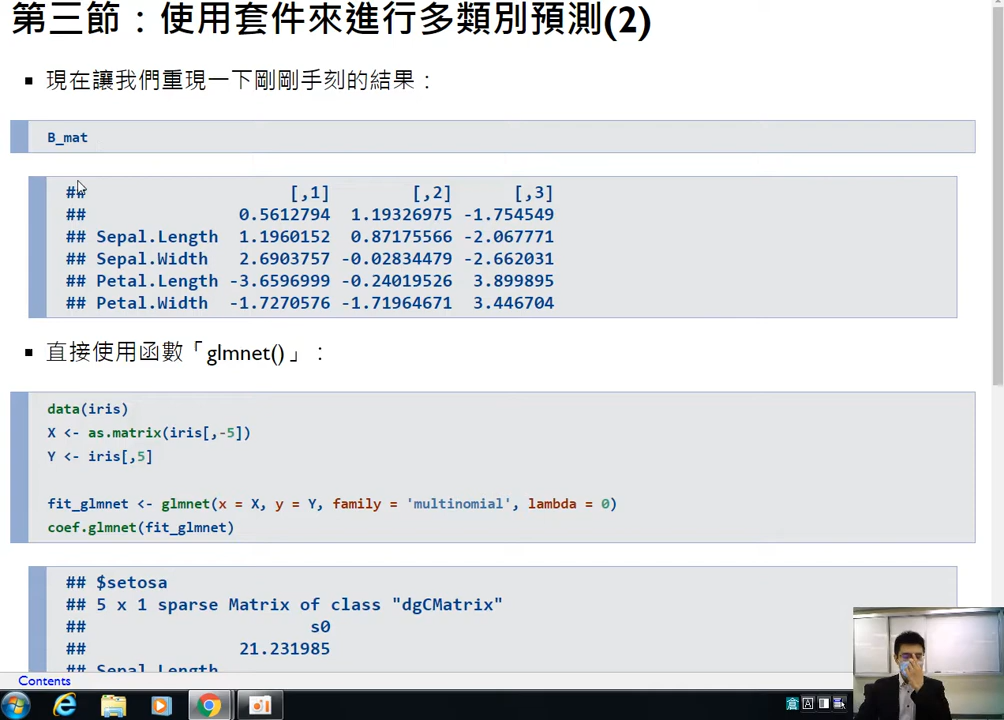 第三節：使用套件來進行多類別預測(2)
▪ 現在讓我們重現一下剛剛手刻的結果：
B_mat
## [,1] [,2] [,3]
## 0.5612794 1.19326975 -1.754549
## Sepal.Length 1.1960152 0.87175566 -2.067771
## Sepal.Width 2.6903757 -0.02834479 -2.662031
## Petal.Length -3.6596999 -0.24019526 3.899895
## Petal.Width -1.7270576 -1.71964671 3.446704
▪ 直接使用函數「glmnet()」：
data(iris)
X <- as.matrix(iris[,-5])
Y <- iris[,5]
fit_glmnet <- glmnet(x = X, y = Y, family = 'multinomial', lambda = 0)
coef.glmnet(fit_glmnet)
## $setosa
## 5 x 1 sparse Matrix of class "dgCMatrix"
## s0
## 21.231985
## Sepal.Length
Contents